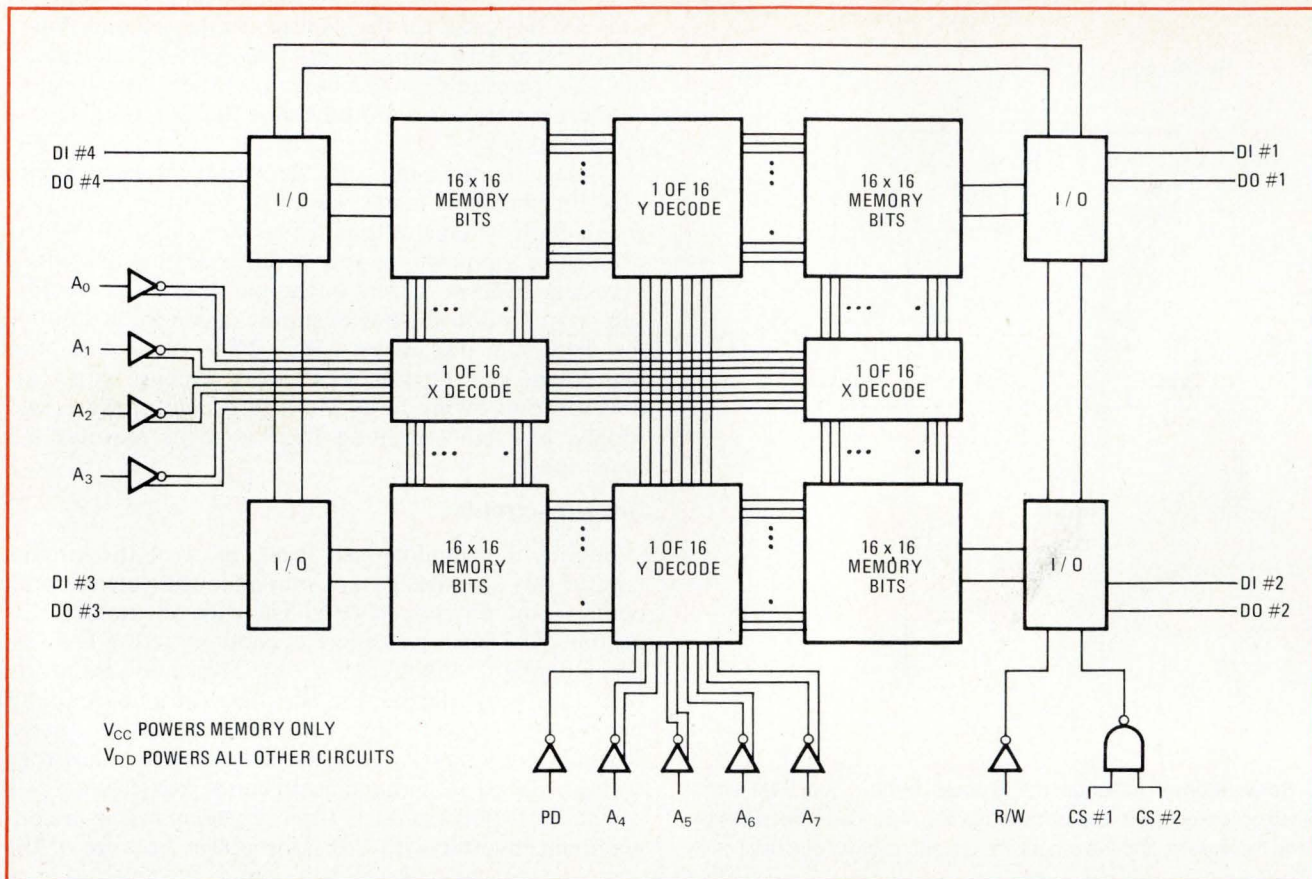 DI #4
DO #4
I / O
16 x 16
MEMORY
BITS
1 OF 16
Y DECODE
16 x 16
MEMORY
BITS
I / O
DI #1
DO #1
A₀
A₁
A₂
A₃
1 OF 16
X DECODE
1 OF 16
X DECODE
DI #3
DO #3
I / O
16 x 16
MEMORY
BITS
1 OF 16
Y DECODE
16 x 16
MEMORY
BITS
I / O
DI #2
DO #2
V_CC POWERS MEMORY ONLY
V_DD POWERS ALL OTHER CIRCUITS
PD A₄ A₅ A₆ A₇ R/W CS #1 CS #2